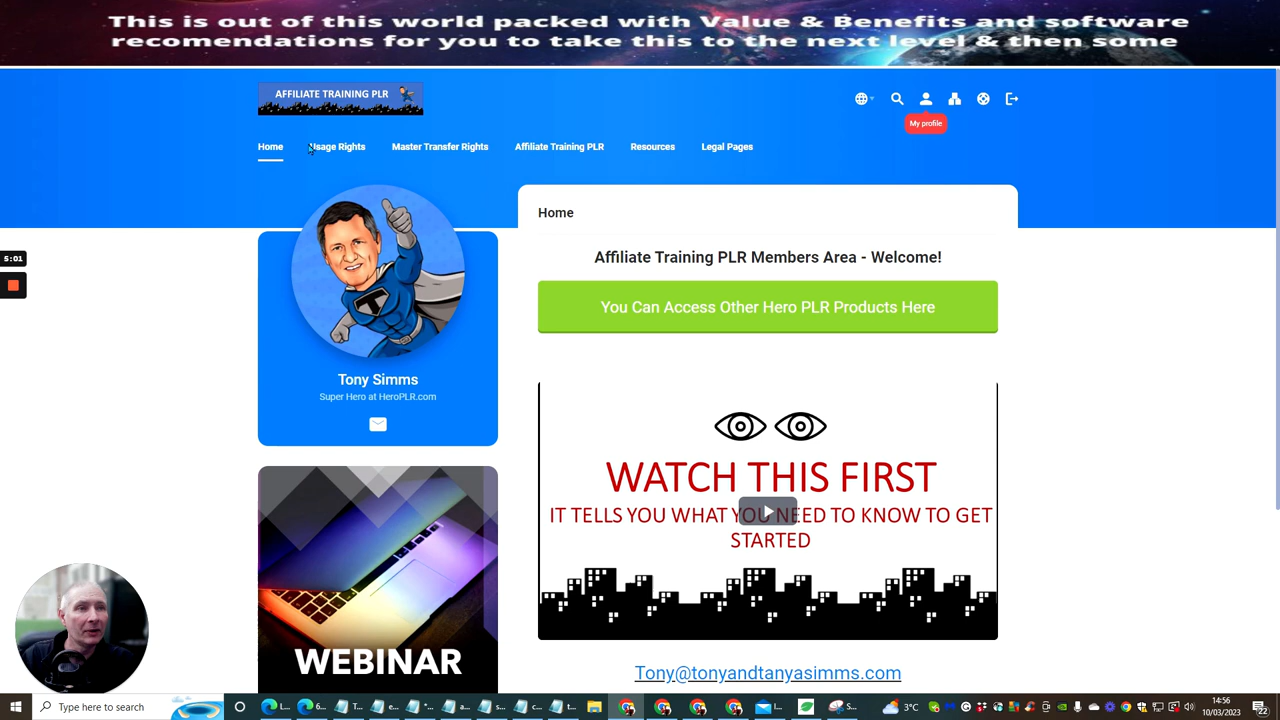 This is out of this world packed with Value & Benefits and software
recomendations for you to take this to the next level & then some
AFFILIATE TRAINING PLR
My profile
Home
Usage Rights
Master Transfer Rights
Affiliate Training PLR
Resources
Legal Pages
Home
Affiliate Training PLR Members Area - Welcome!
You Can Access Other Hero PLR Products Here
5:01
T
Tony Simms
Super Hero at HeroPLR.com
WATCH THIS FIRST
IT TELLS YOU WHAT YOU NEED TO KNOW TO GET
STARTED
WEBINAR
Tony@tonyandtanyasimms.com
Type here to search
3°C
14:56
10/03/2023
22